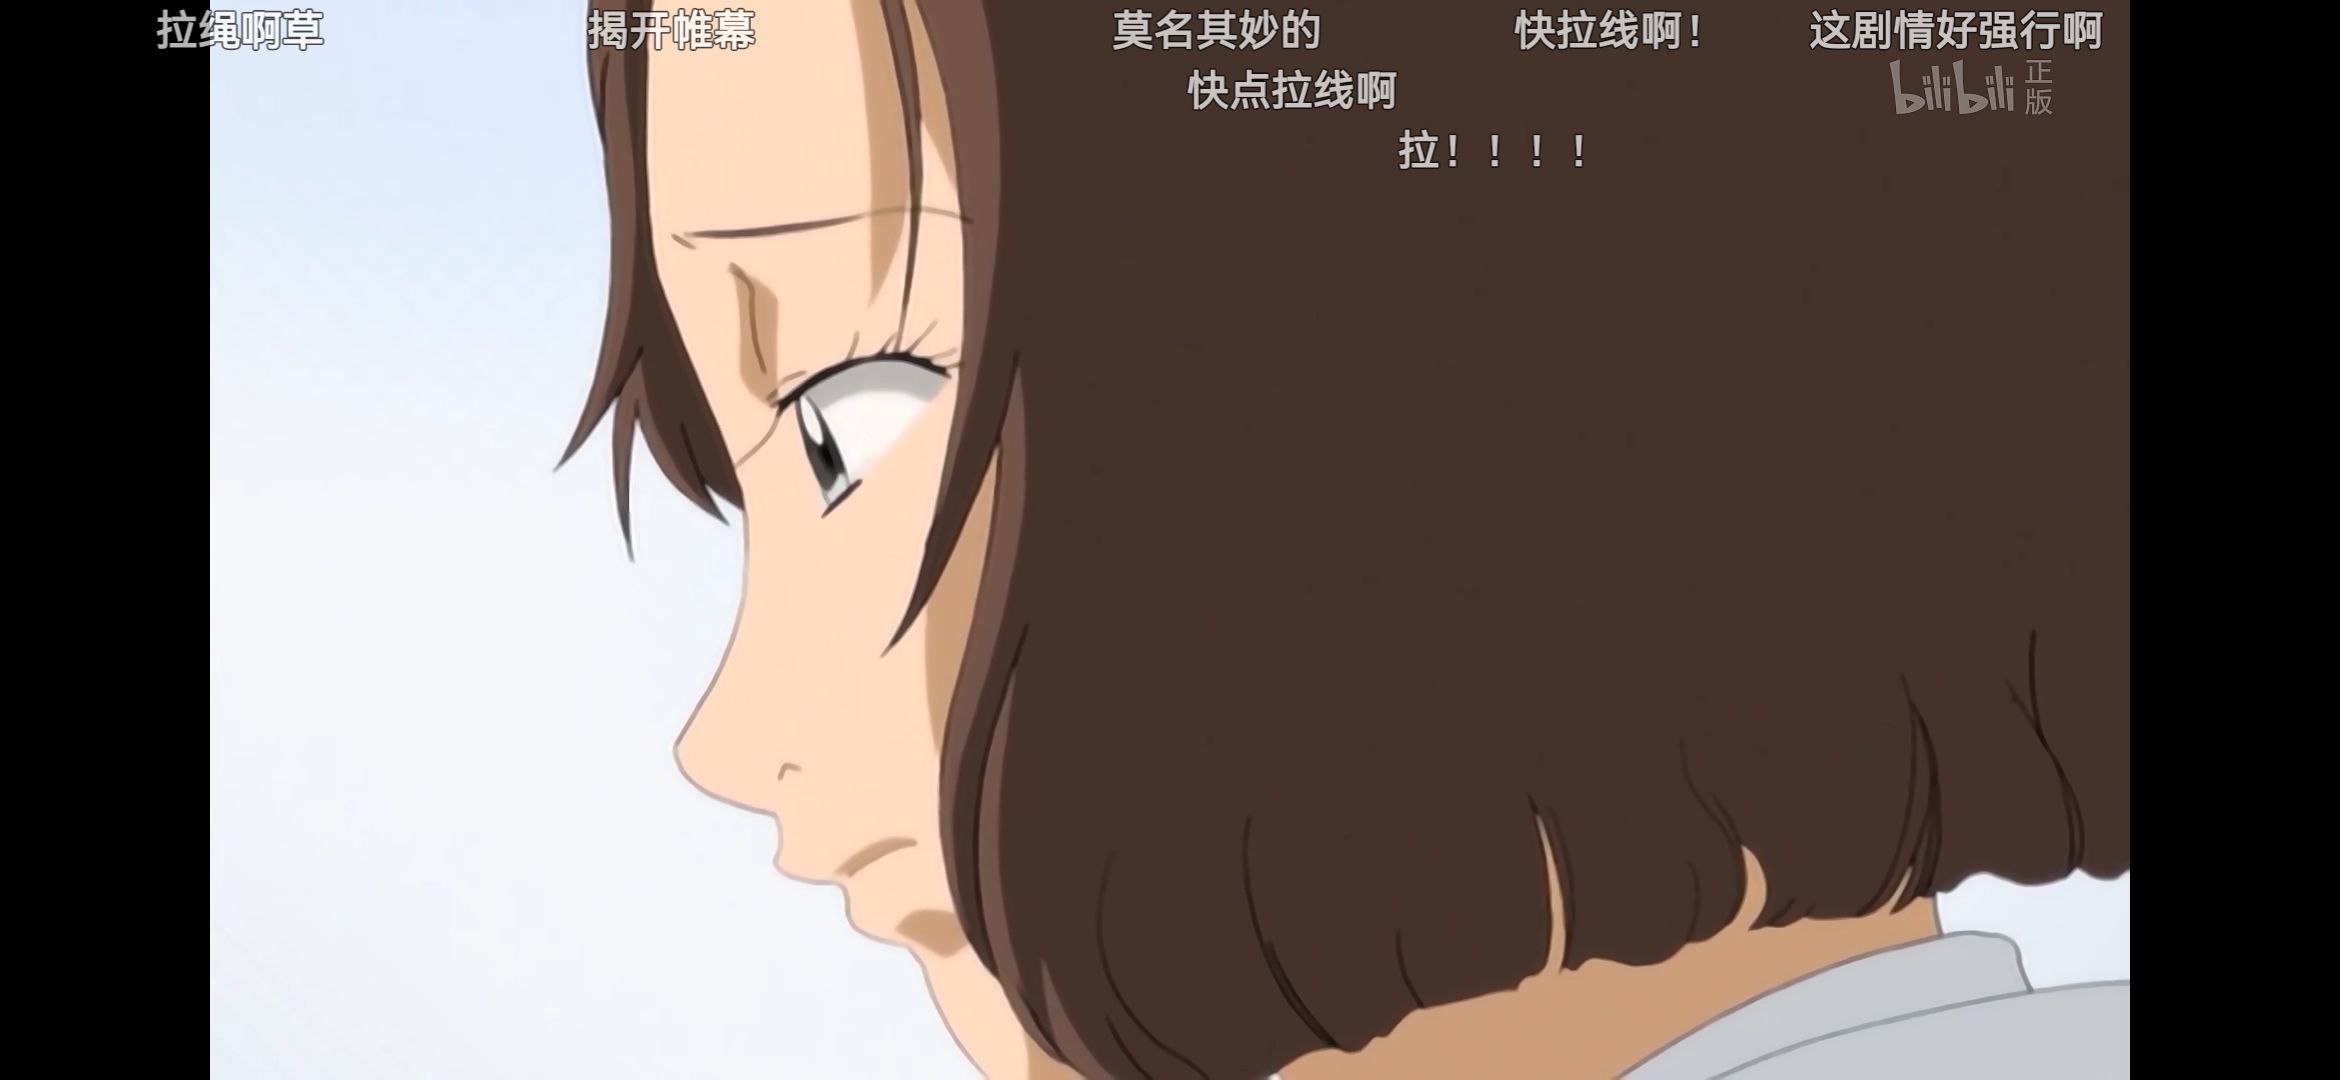 拉绳啊草
揭开帷幕
莫名其妙的
快拉线啊！
这剧情好强行啊
快点拉线啊
拉！！！！
bilibili 正版